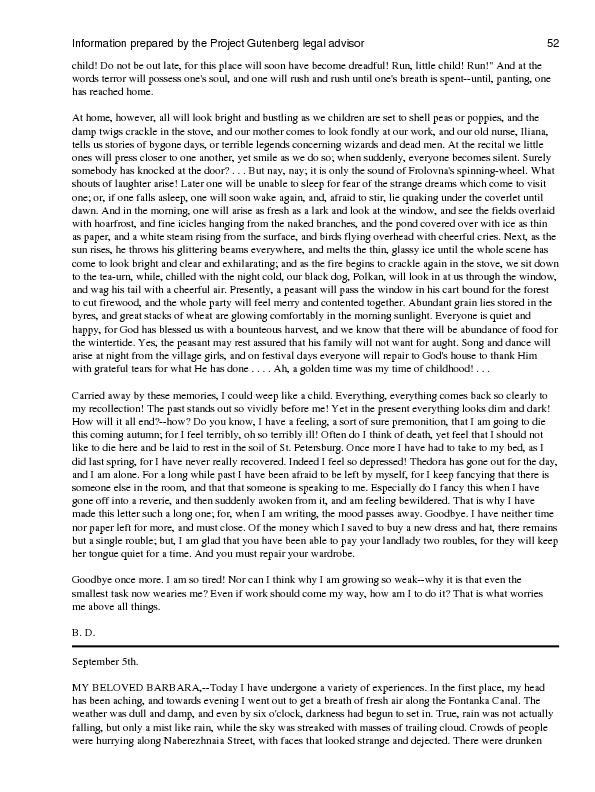 Information prepared by the Project Gutenberg legal advisor 52
child! Do not be out late, for this place will soon have become dreadful! Run, little child! Run!" And at the
words terror will possess one's soul, and one will rush and rush until one's breath is spent--until, panting, one
has reached home.
At home, however, all will look bright and bustling as we children are set to shell peas or poppies, and the
damp twigs crackle in the stove, and our mother comes to look fondly at our work, and our old nurse, Iliana,
tells us stories of bygone days, or terrible legends concerning wizards and dead men. At the recital we little
ones will press closer to one another, yet smile as we do so; when suddenly, everyone becomes silent. Surely
somebody has knocked at the door? . . . But nay, nay; it is only the sound of Frolovna's spinning-wheel. What
shouts of laughter arise! Later one will be unable to sleep for fear of the strange dreams which come to visit
one; or, if one falls asleep, one will soon wake again, and, afraid to stir, lie quaking under the coverlet until
dawn. And in the morning, one will arise as fresh as a lark and look at the window, and see the fields overlaid
with hoarfrost, and fine icicles hanging from the naked branches, and the pond covered over with ice as thin
as paper, and a white steam rising from the surface, and birds flying overhead with cheerful cries. Next, as the
sun rises, he throws his glittering beams everywhere, and melts the thin, glassy ice until the whole scene has
come to look bright and clear and exhilarating; and as the fire begins to crackle again in the stove, we sit down
to the tea-urn, while, chilled with the night cold, our black dog, Polkan, will look in at us through the window,
and wag his tail with a cheerful air. Presently, a peasant will pass the window in his cart bound for the forest
to cut firewood, and the whole party will feel merry and contented together. Abundant grain lies stored in the
byres, and great stacks of wheat are glowing comfortably in the morning sunlight. Everyone is quiet and
happy, for God has blessed us with a bounteous harvest, and we know that there will be abundance of food for
the wintertide. Yes, the peasant may rest assured that his family will not want for aught. Song and dance will
arise at night from the village girls, and on festival days everyone will repair to God's house to thank Him
with grateful tears for what He has done . . . . Ah, a golden time was my time of childhood! . . .
Carried away by these memories, I could weep like a child. Everything, everything comes back so clearly to
my recollection! The past stands out so vividly before me! Yet in the present everything looks dim and dark!
How will it all end?--how? Do you know, I have a feeling, a sort of sure premonition, that I am going to die
this coming autumn; for I feel terribly, oh so terribly ill! Often do I think of death, yet feel that I should not
like to die here and be laid to rest in the soil of St. Petersburg. Once more I have had to take to my bed, as I
did last spring, for I have never really recovered. Indeed I feel so depressed! Thedora has gone out for the day,
and I am alone. For a long while past I have been afraid to be left by myself, for I keep fancying that there is
someone else in the room, and that that someone is speaking to me. Especially do I fancy this when I have
gone off into a reverie, and then suddenly awoken from it, and am feeling bewildered. That is why I have
made this letter such a long one; for, when I am writing, the mood passes away. Goodbye. I have neither time
nor paper left for more, and must close. Of the money which I saved to buy a new dress and hat, there remains
but a single rouble; but, I am glad that you have been able to pay your landlady two roubles, for they will keep
her tongue quiet for a time. And you must repair your wardrobe.
Goodbye once more. I am so tired! Nor can I think why I am growing so weak--why it is that even the
smallest task now wearies me? Even if work should come my way, how am I to do it? That is what worries
me above all things.
B. D.
September 5th.
MY BELOVED BARBARA,--Today I have undergone a variety of experiences. In the first place, my head
has been aching, and towards evening I went out to get a breath of fresh air along the Fontanka Canal. The
weather was dull and damp, and even by six o'clock, darkness had begun to set in. True, rain was not actually
falling, but only a mist like rain, while the sky was streaked with masses of trailing cloud. Crowds of people
were hurrying along Naberezhnaia Street, with faces that looked strange and dejected. There were drunken